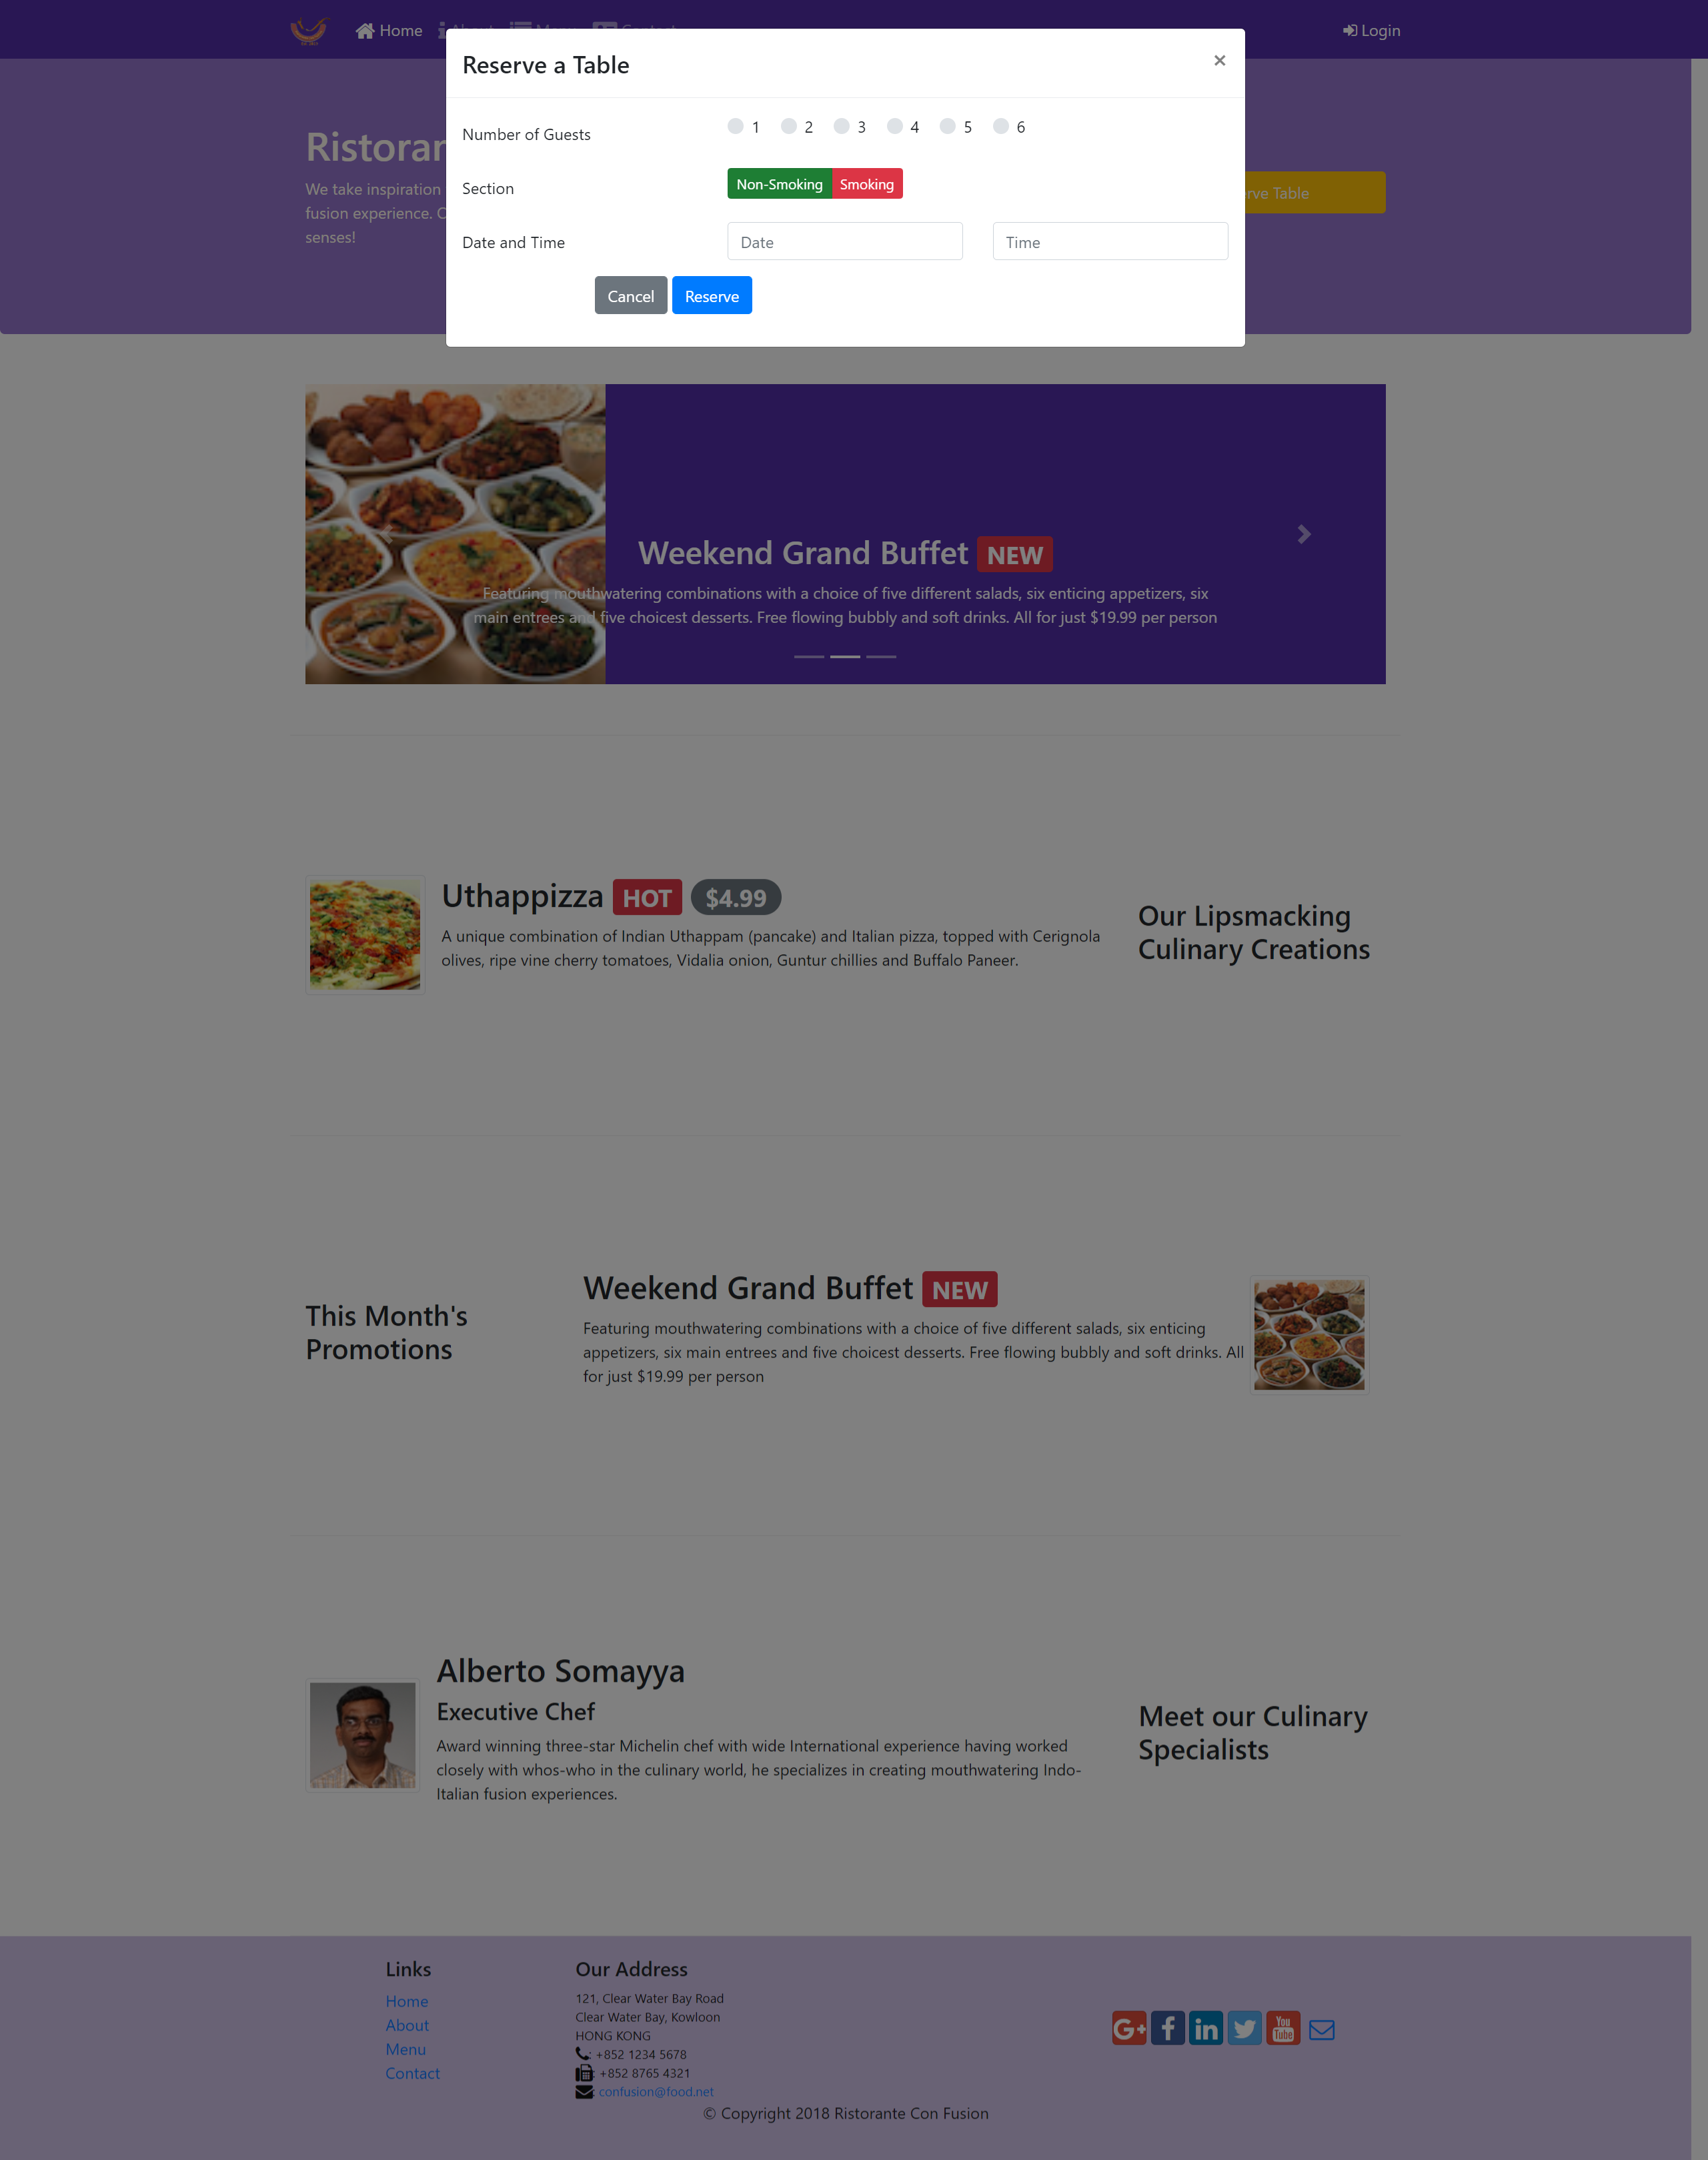 Home
Login
Reserve a Table
×
Number of Guests
1 2 3 4 5 6
Section
Non-Smoking Smoking
Date and Time
Date
Time
Cancel Reserve
We take inspiration
fusion experience.
senses!
Table
Weekend Grand Buffet NEW
Featuring mouthwatering combinations with a choice of five different salads, six enticing appetizers, six
main entrees and five choicest desserts. Free flowing bubbly and soft drinks. All for just $19.99 per person
Uthappizza HOT $4.99
A unique combination of Indian Uthappam (pancake) and Italian pizza, topped with Cerignola
olives, ripe vine cherry tomatoes, Vidalia onion, Guntur chillies and Buffalo Paneer.
Our Lipsmacking
Culinary Creations
This Month's
Promotions
Weekend Grand Buffet NEW
Featuring mouthwatering combinations with a choice of five different salads, six enticing
appetizers, six main entrees and five choicest desserts. Free flowing bubbly and soft drinks. All
for just $19.99 per person
Alberto Somayya
Executive Chef
Award winning three-star Michelin chef with wide International experience having worked
closely with whos-who in the culinary world, he specializes in creating mouthwatering Indo-
Italian fusion experiences.
Meet our Culinary
Specialists
Links
Home
About
Menu
Contact
Our Address
121, Clear Water Bay Road
Clear Water Bay, Kowloon
HONG KONG
: +852 1234 5678
: +852 8765 4321
: confusion@food.net
G+ f in You Tube
© Copyright 2018 Ristorante Con Fusion